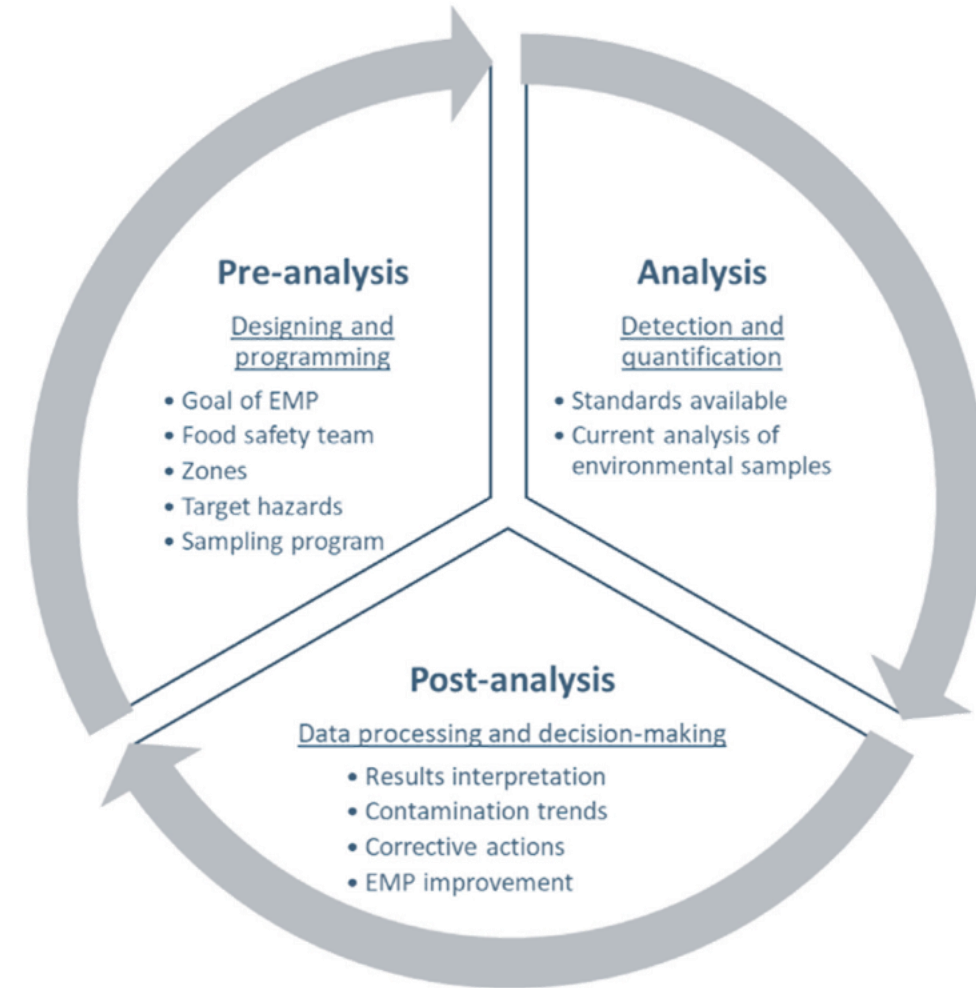 Pre-analysis
Designing and
programming
• Goal of EMP
• Food safety team
• Zones
• Target hazards
• Sampling program
Analysis
Detection and
quantification
• Standards available
• Current analysis of
environmental samples
Post-analysis
Data processing and decision-making
• Results interpretation
• Contamination trends
• Corrective actions
• EMP improvement